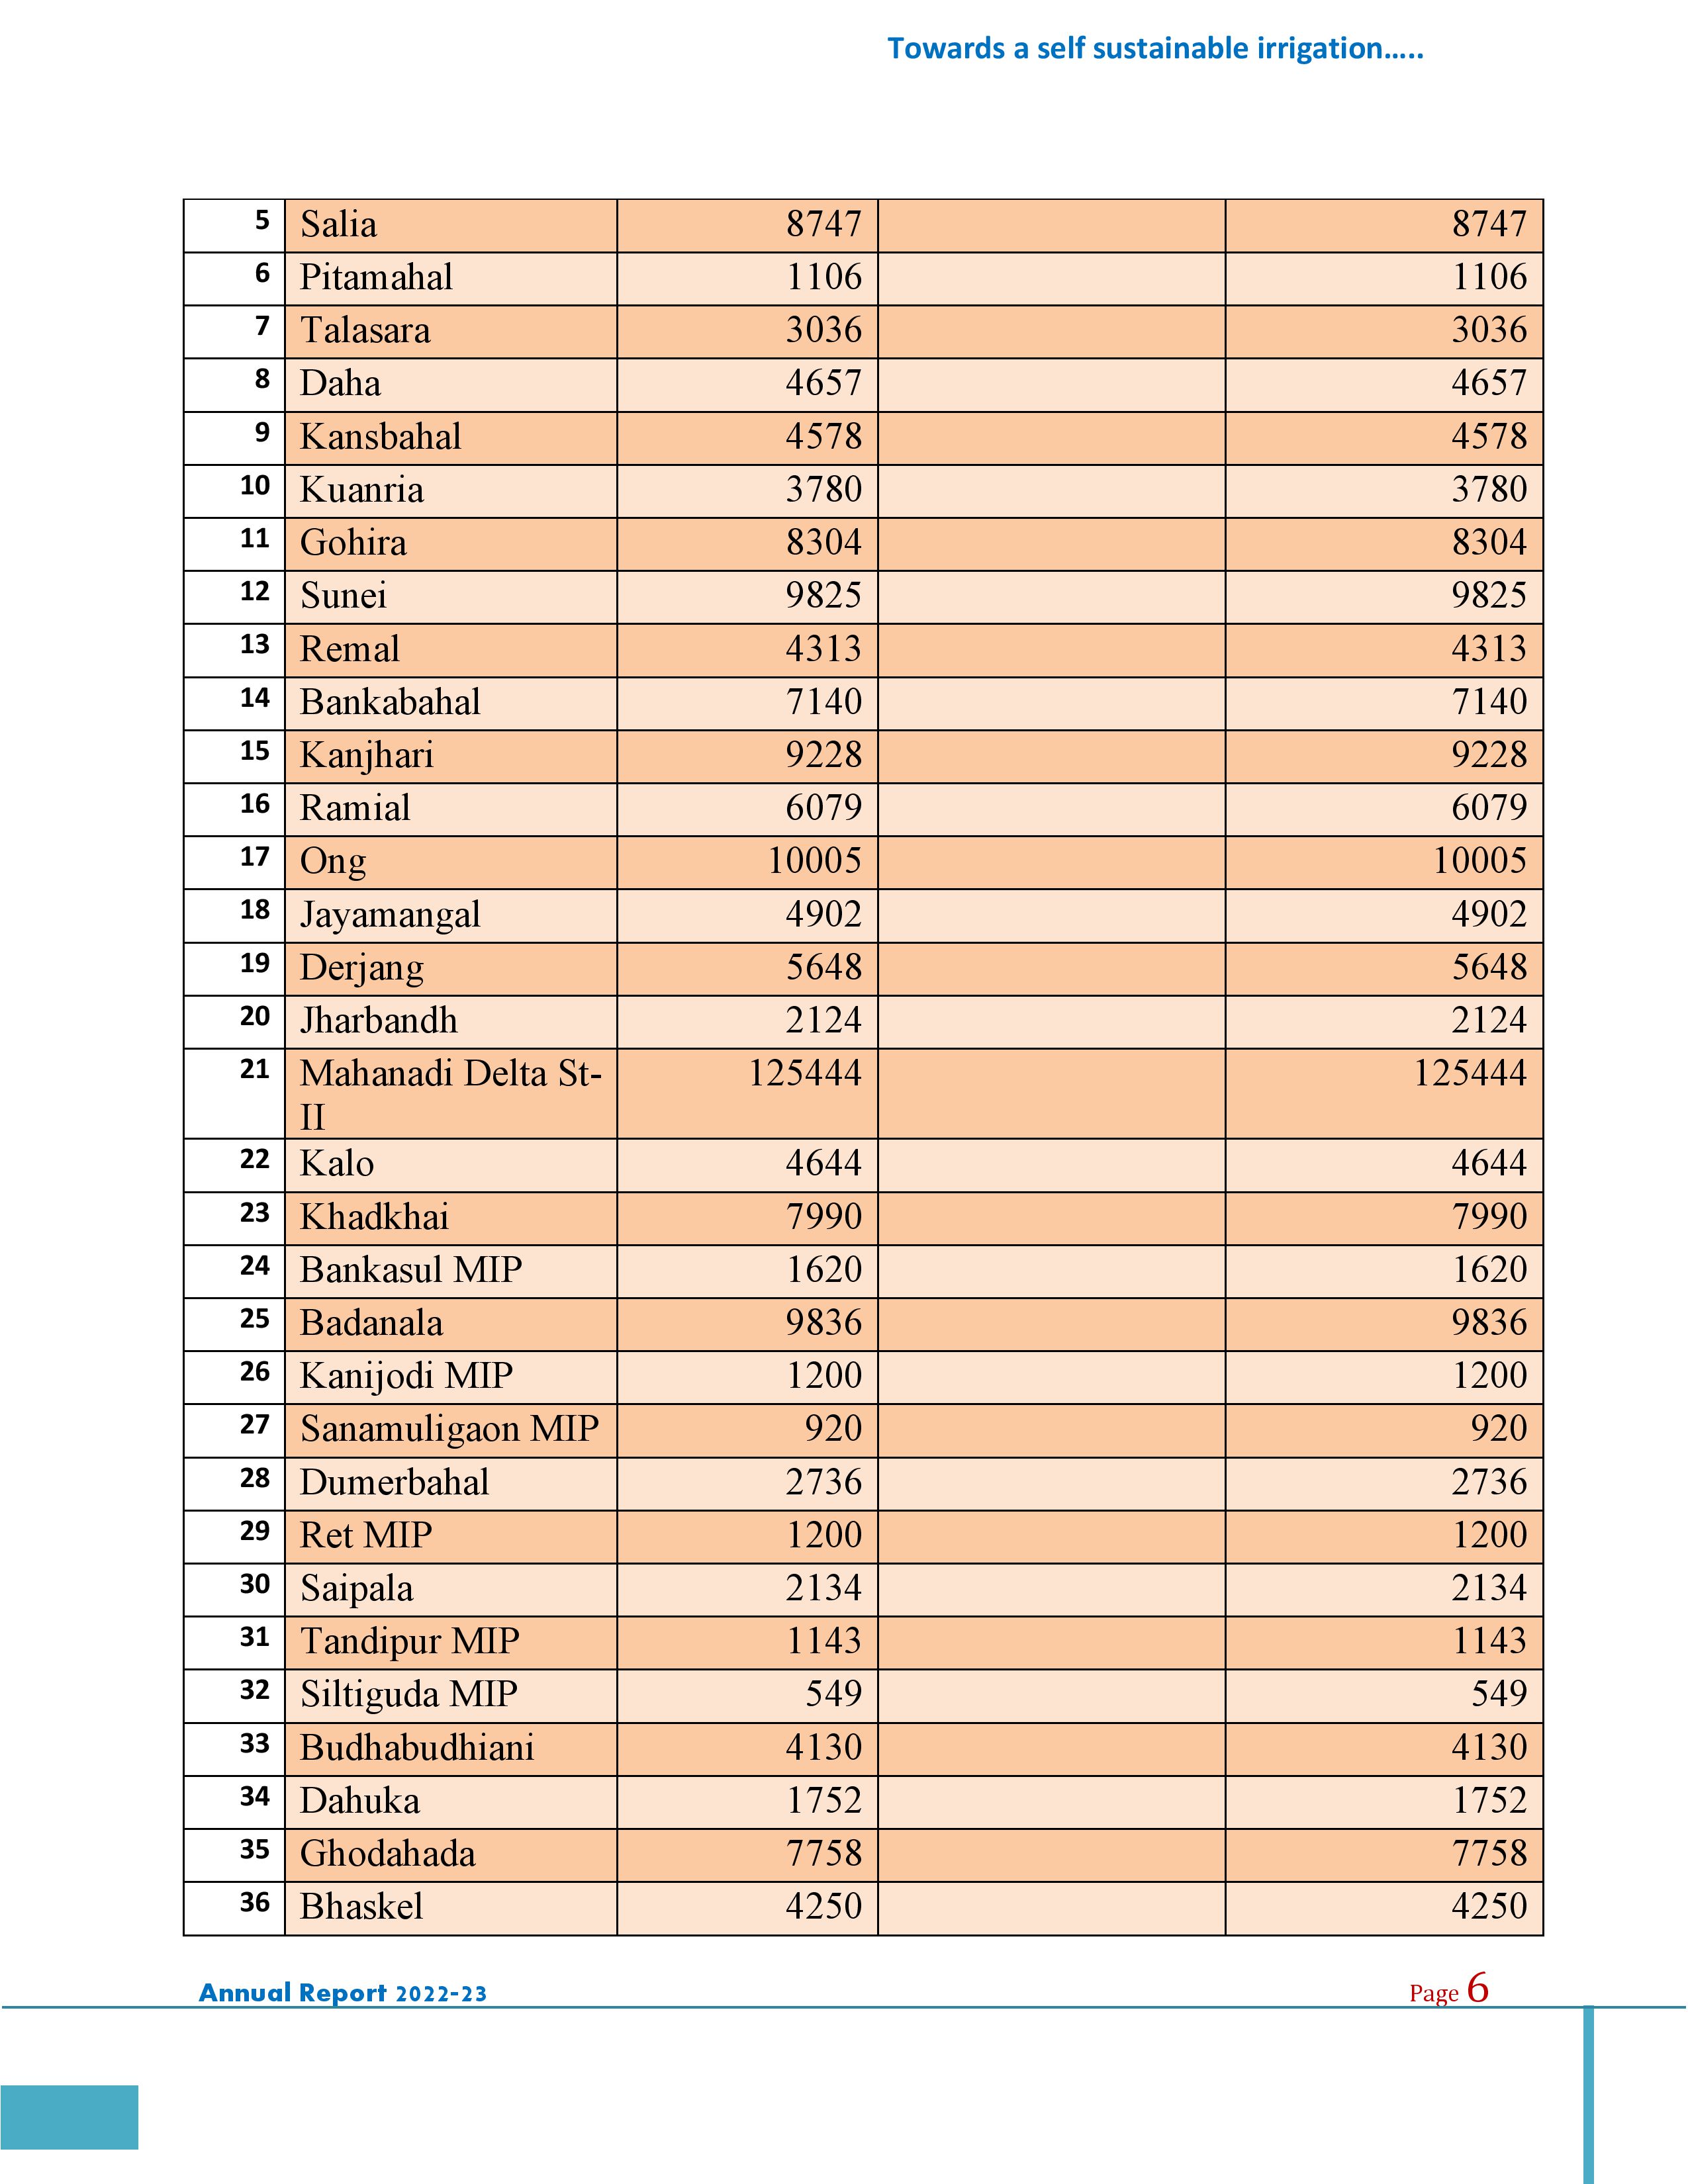 Towards a self sustainable irrigation.....
5 Salia 8747 8747
6 Pitamahal 1106 1106
7 Talasara 3036 3036
8 Daha 4657 4657
9 Kansbahal 4578 4578
10 Kuanria 3780 3780
11 Gohira 8304 8304
12 Sunei 9825 9825
13 Remal 4313 4313
14 Bankabahal 7140 7140
15 Kanjhari 9228 9228
16 Ramial 6079 6079
17 Ong 10005 10005
18 Jayamangal 4902 4902
19 Derjang 5648 5648
20 Jharbandh 2124 2124
21 Mahanadi Delta St- 125444 125444
II
22 Kalo 4644 4644
23 Khadkhai 7990 7990
24 Bankasul MIP 1620 1620
25 Badanala 9836 9836
26 Kanijodi MIP 1200 1200
27 Sanamuligaon MIP 920 920
28 Dumerbahal 2736 2736
29 Ret MIP 1200 1200
30 Saipala 2134 2134
31 Tandipur MIP 1143 1143
32 Siltiguda MIP 549 549
33 Budhabudhiani 4130 4130
34 Dahuka 1752 1752
35 Ghodahada 7758 7758
36 Bhaskel 4250 4250
Annual Report 2022-23 Page 6